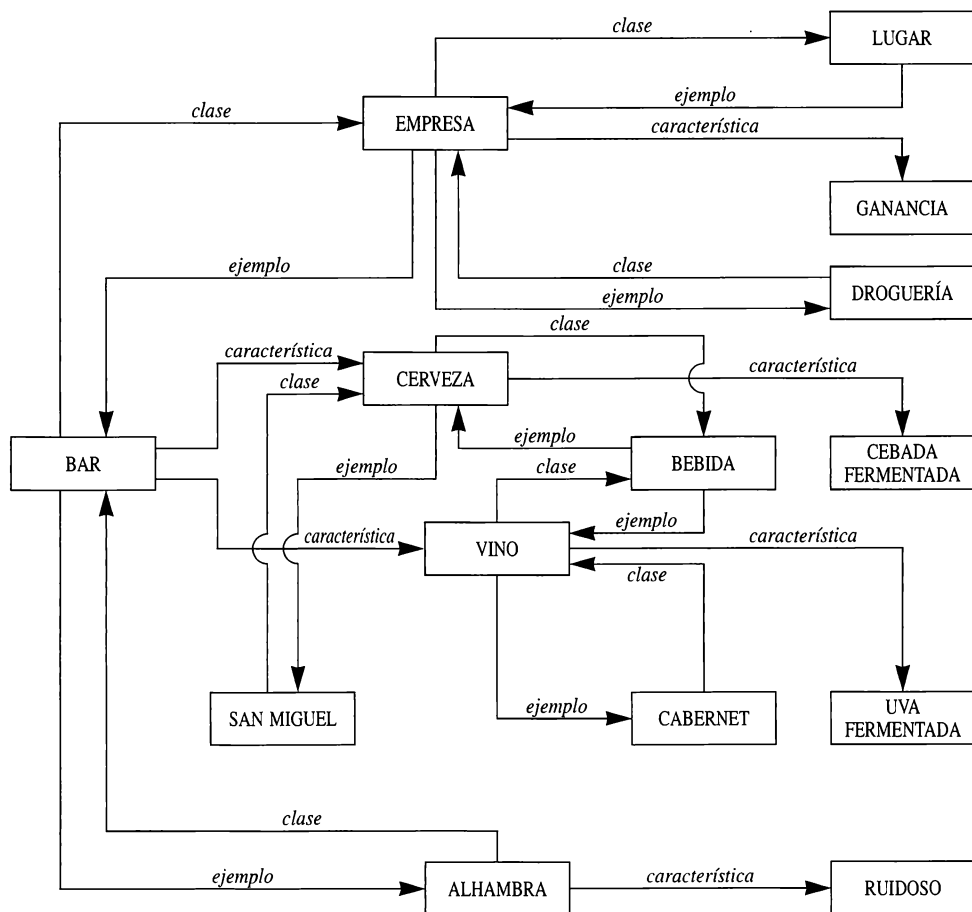 clase
LUGAR
ejemplo
clase
EMPRESA
característica
GANANCIA
ejemplo
clase
DROGUERÍA
ejemplo
clase
característica
CERVEZA
característica
clase
ejemplo
BAR
ejemplo
BEBIDA
CEBADA
FERMENTADA
clase
ejemplo
característica
VINO
característica
clase
SAN MIGUEL
ejemplo
CABERNET
UVA
FERMENTADA
clase
ejemplo
ALHAMBRA
característica
RUIDOSO